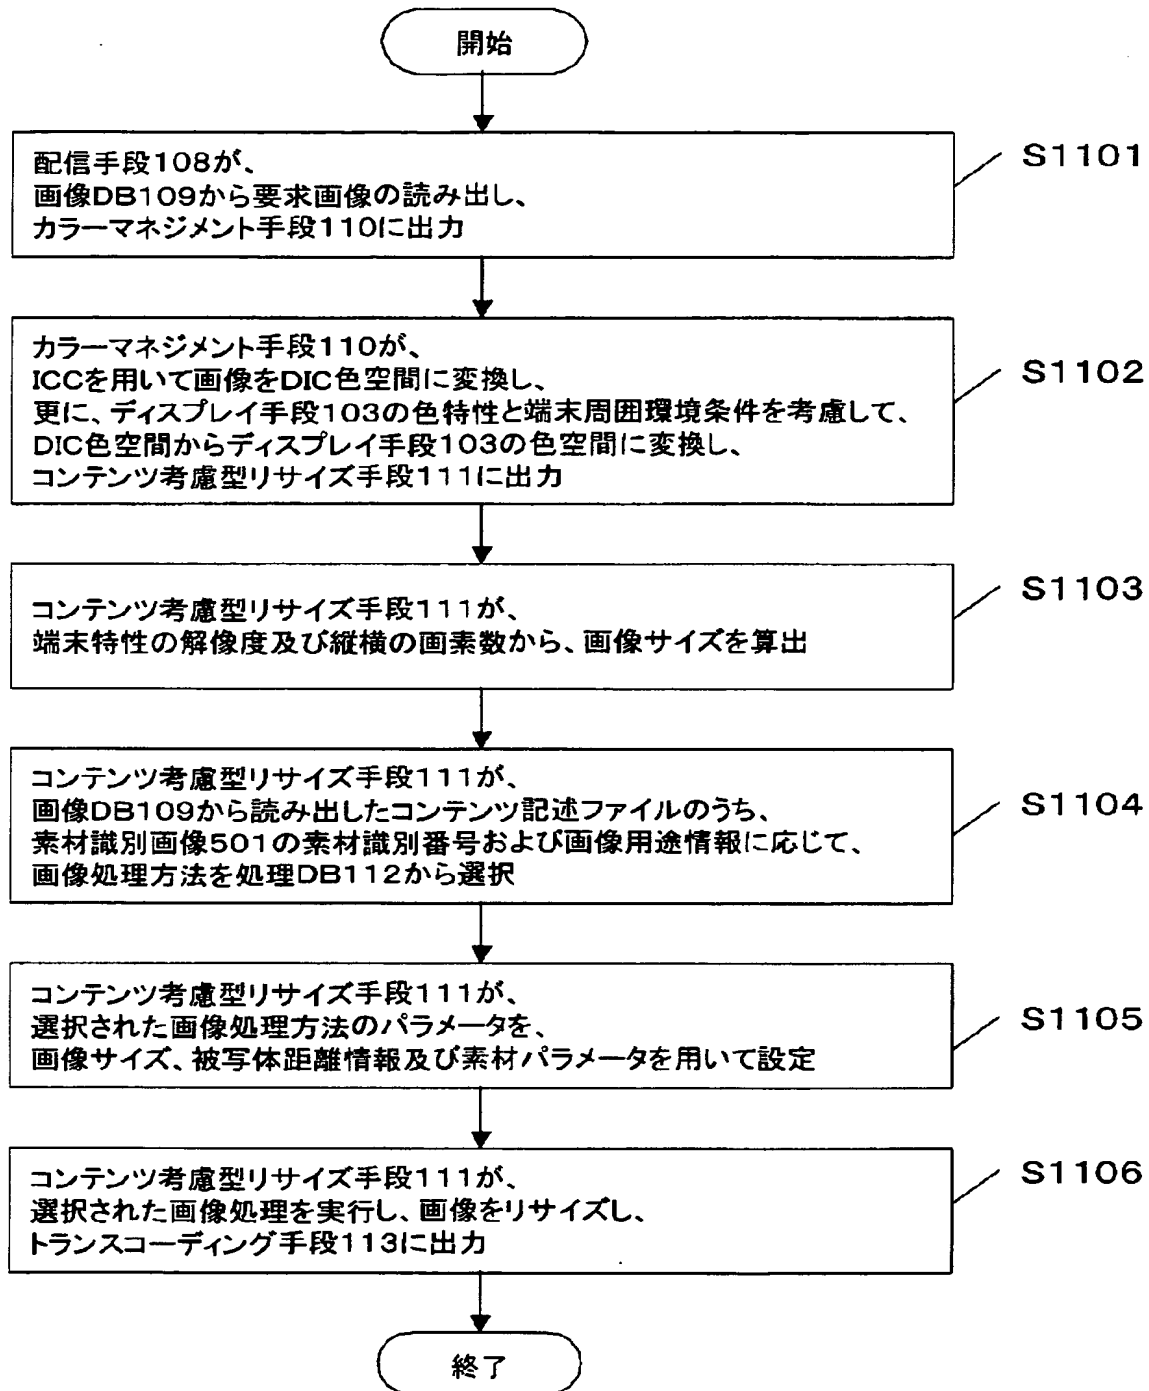 開始
配信手段108が、
画像DB109から要求画像の読み出し、
カラーマネジメント手段110に出力
S1101
カラーマネジメント手段110が、
ICCを用いて画像をDIC色空間に変換し、
更に、ディスプレイ手段103の色特性と端末周囲環境条件を考慮して、
DIC色空間からディスプレイ手段103の色空間に変換し、
コンテンツ考慮型リサイズ手段111に出力
S1102
コンテンツ考慮型リサイズ手段111が、
端末特性の解像度及び縦横の画素数から、画像サイズを算出
S1103
コンテンツ考慮型リサイズ手段111が、
画像DB109から読み出したコンテンツ記述ファイルのうち、
素材識別画像501の素材識別番号および画像用途情報に応じて、
画像処理方法を処理DB112から選択
S1104
コンテンツ考慮型リサイズ手段111が、
選択された画像処理方法のパラメータを、
画像サイズ、被写体距離情報及び素材パラメータを用いて設定
S1105
コンテンツ考慮型リサイズ手段111が、
選択された画像処理を実行し、画像をリサイズし、
トランスコーディング手段113に出力
S1106
終了